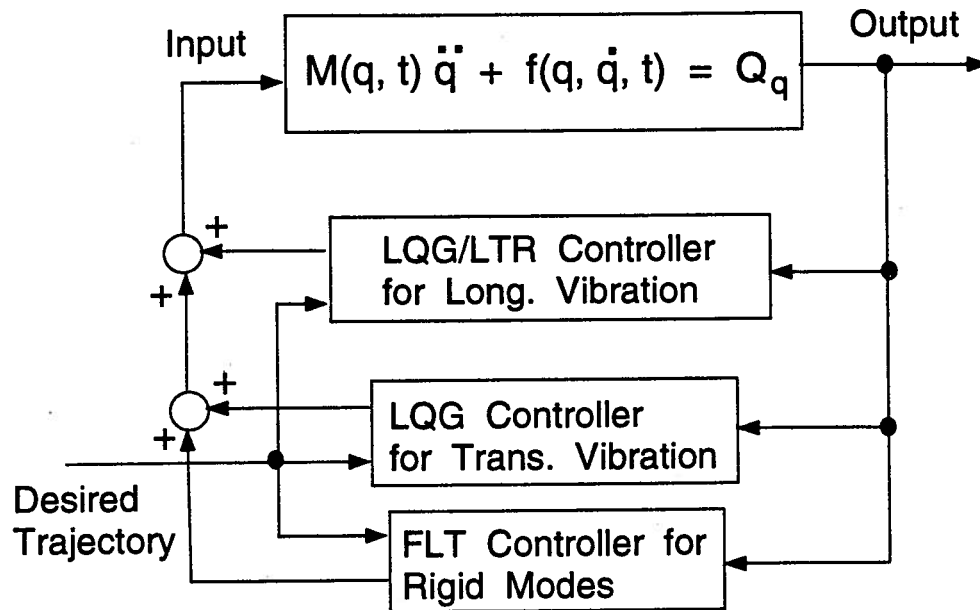 Input
Output
M(q, t) q̈ + f(q, q̇, t) = Q_q
+
LQG/LTR Controller
for Long. Vibration
+
+
LQG Controller
for Trans. Vibration
+
Desired
Trajectory
FLT Controller for
Rigid Modes